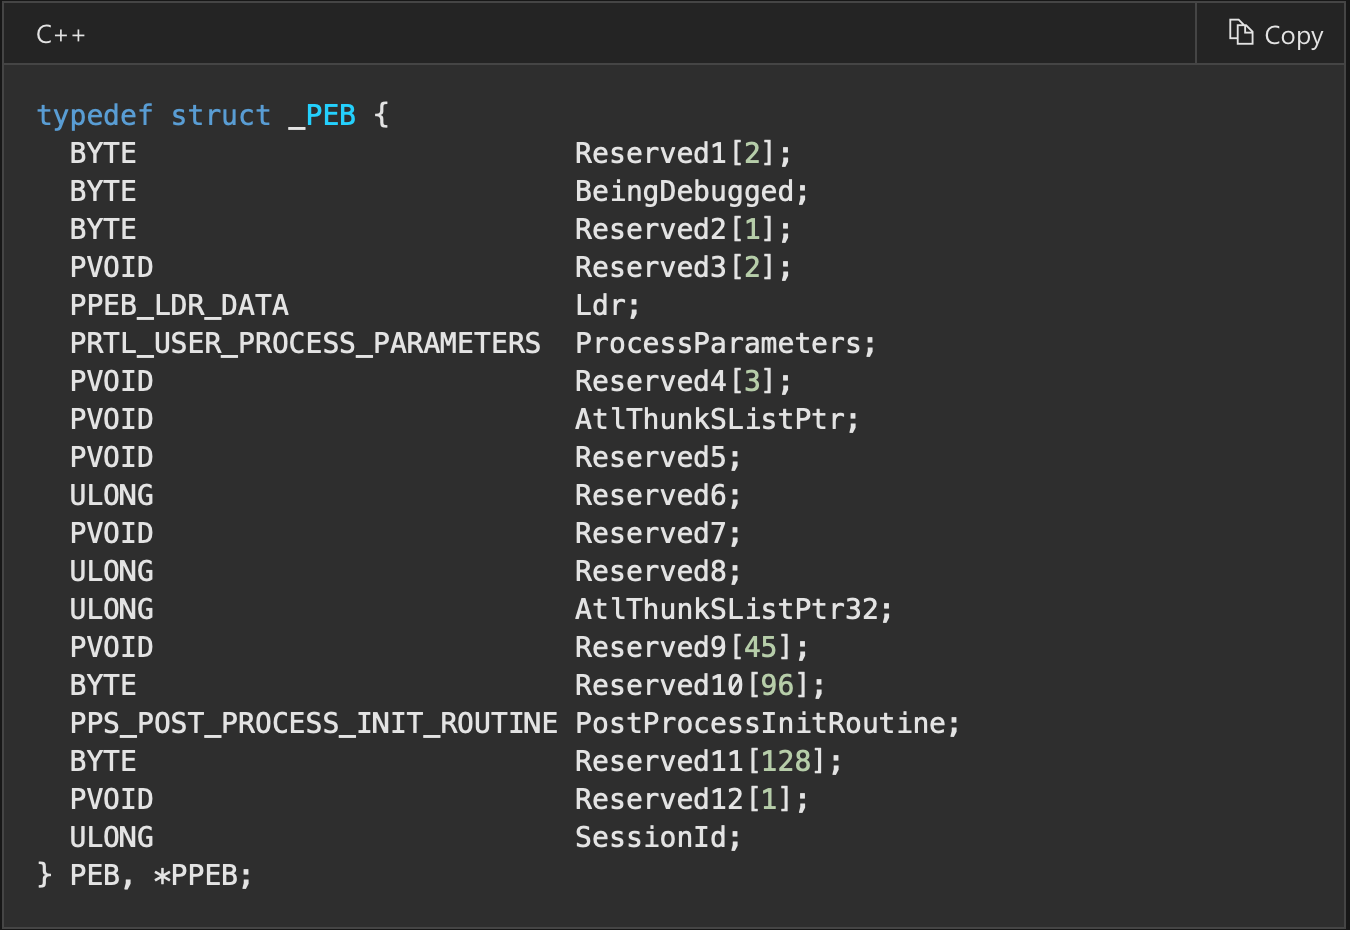 C++
Copy
typedef struct _PEB {
  BYTE                          Reserved1[2];
  BYTE                          BeingDebugged;
  BYTE                          Reserved2[1];
  PVOID                         Reserved3[2];
  PPEB_LDR_DATA                 Ldr;
  PRTL_USER_PROCESS_PARAMETERS  ProcessParameters;
  PVOID                         Reserved4[3];
  PVOID                         AtlThunkSListPtr;
  PVOID                         Reserved5;
  ULONG                         Reserved6;
  PVOID                         Reserved7;
  ULONG                         Reserved8;
  ULONG                         AtlThunkSListPtr32;
  PVOID                         Reserved9[45];
  BYTE                          Reserved10[96];
  PPS_POST_PROCESS_INIT_ROUTINE PostProcessInitRoutine;
  BYTE                          Reserved11[128];
  PVOID                         Reserved12[1];
  ULONG                         SessionId;
} PEB, *PPEB;